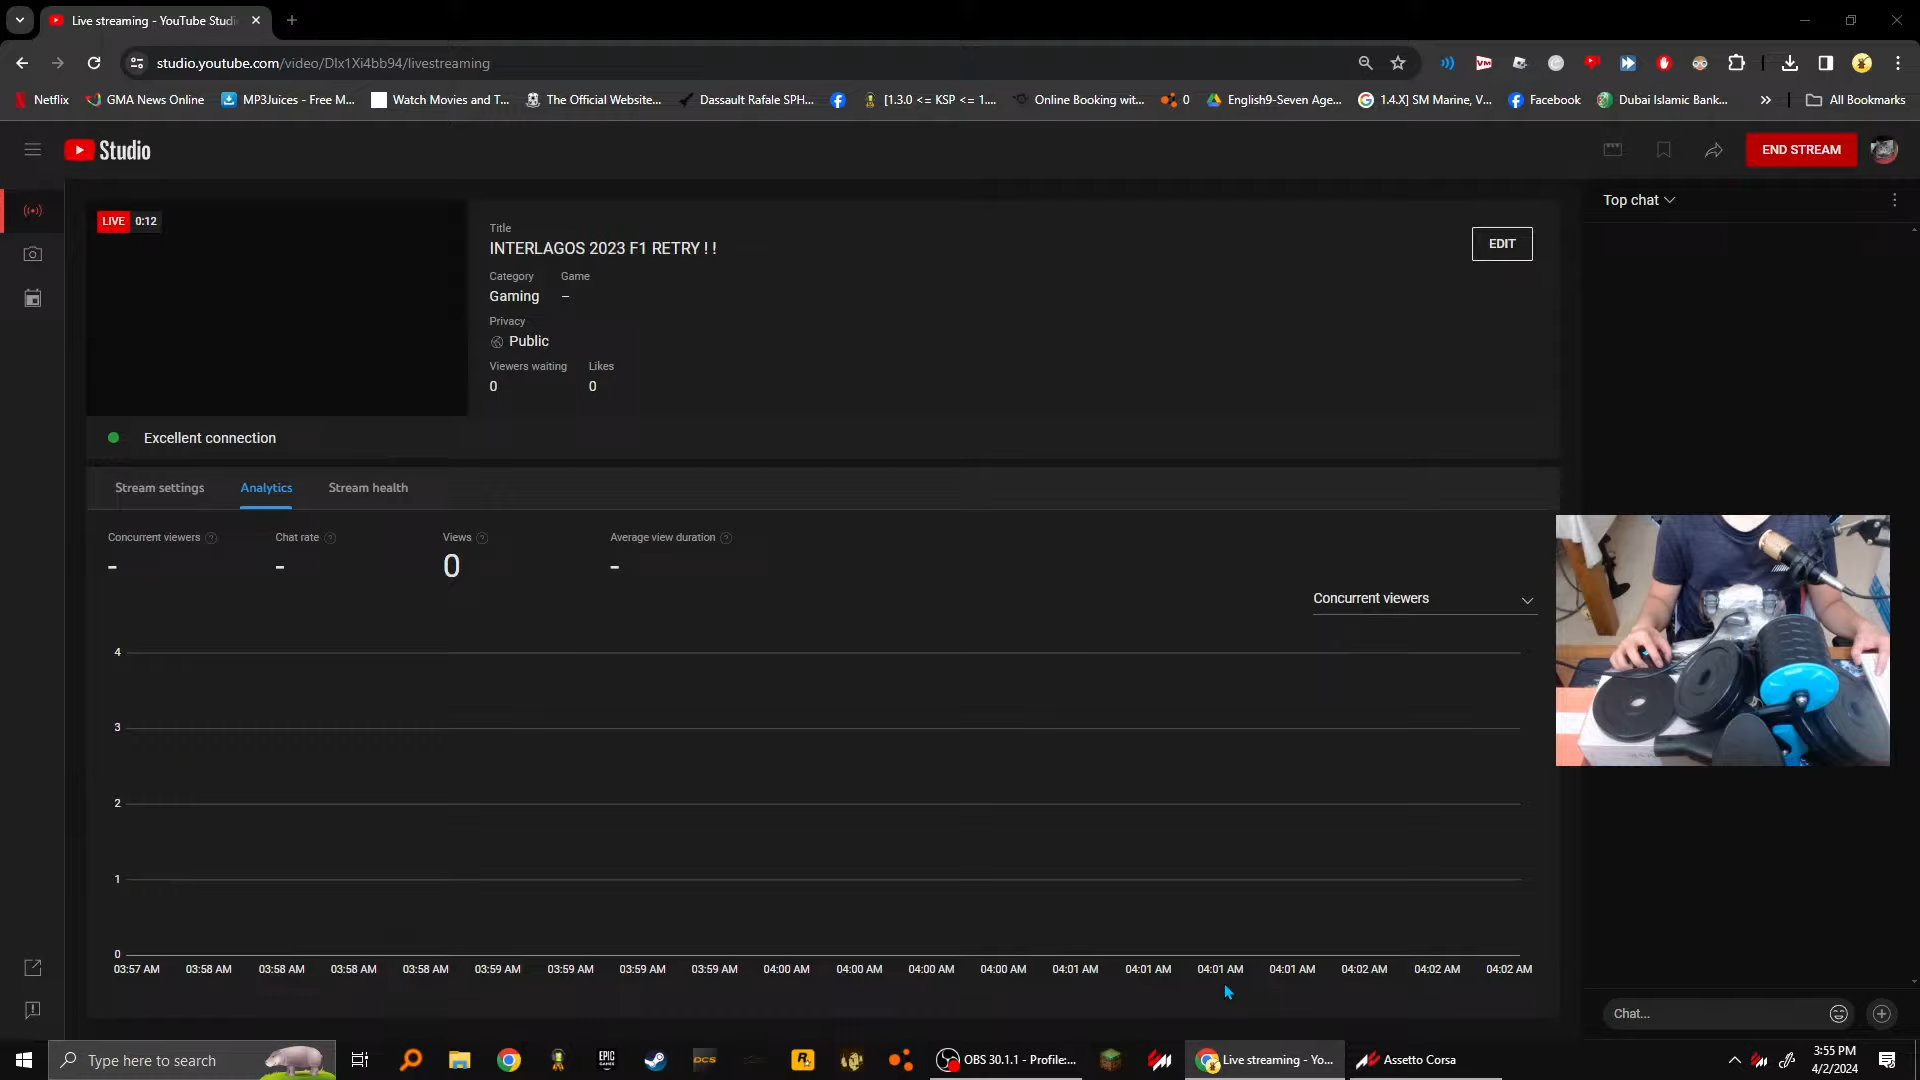 Live streaming - YouTube Studi
studio.youtube.com/video/DIx1Xi4bb94/livestreaming
Netflix
GMA News Online
MP3Juices - Free M...
Watch Movies and T...
The Official Website...
Dassault Rafale SPH...
[1.3.0 <= KSP <= 1....
Online Booking wit...
0
English9-Seven Age...
1.4.X] SM Marine, V...
Facebook
Dubai Islamic Bank...
All Bookmarks
Studio
END STREAM
LIVE 0:12
Title
INTERLAGOS 2023 F1 RETRY ! !
EDIT
Category Game
Gaming –
Privacy
Public
Viewers waiting Likes
0 0
Excellent connection
Top chat
Stream settings Analytics Stream health
Concurrent viewers Chat rate Views Average view duration
- - 0 -
Concurrent viewers
4
3
2
1
0
03:57 AM 03:58 AM 03:58 AM 03:58 AM 03:58 AM 03:59 AM 03:59 AM 03:59 AM 03:59 AM 04:00 AM 04:00 AM 04:00 AM 04:00 AM 04:01 AM 04:01 AM 04:01 AM 04:01 AM 04:02 AM 04:02 AM 04:02 AM
Chat...
Type here to search
EPIC GAMES
DCS
OBS 30.1.1 - Profile:...
Live streaming - Yo...
Assetto Corsa
3:55 PM
4/2/2024